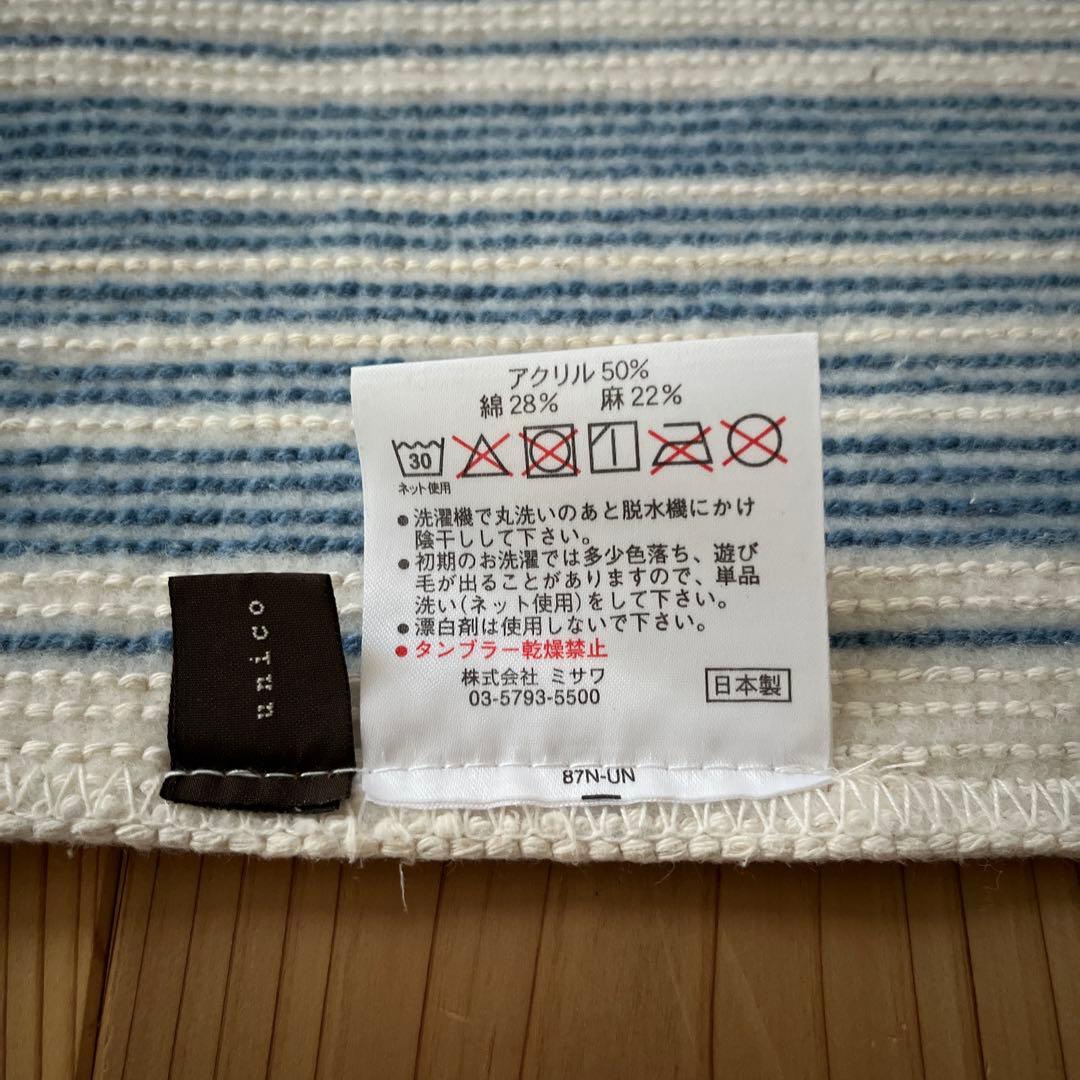 アクリル 50%
綿 28% 麻 22%
30
ネット使用
●洗濯機で丸洗いのあと脱水機にかけ
陰干しして下さい。
●初期のお洗濯では多少色落ち、遊び
毛が出ることがありますので、単品
洗い(ネット使用)をして下さい。
●漂白剤は使用しないで下さい。
●タンブラー乾燥禁止
株式会社 ミサワ
03-5793-5500
日本製
87N-UN
unico